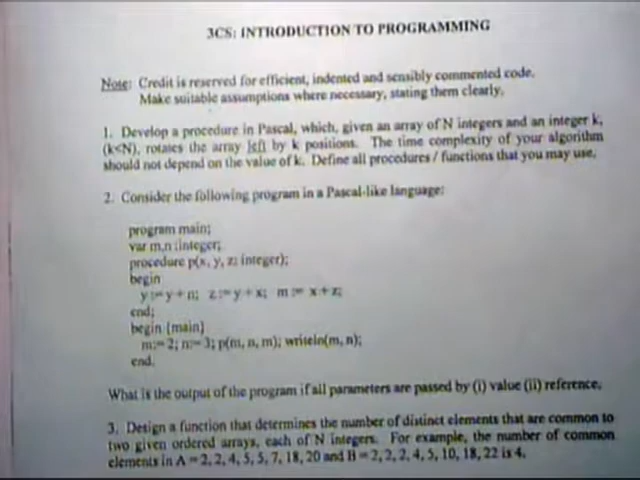 3CS: INTRODUCTION TO PROGRAMMING
Note: Credit is reserved for efficient, indented and sensibly commented code.
Make suitable assumptions where necessary, stating them clearly.
1. Develop a procedure in Pascal, which, given an array of N integers and an integer k,
(k<N), rotates the array left by k positions. The time complexity of your algorithm
should not depend on the value of k. Define all procedures / functions that you may use.
2. Consider the following program in a Pascal-like language:
program main;
var m,n :integer;
procedure p(x, y, z: integer);
begin
y := y + n; z := y + x; m := x + z;
end;
begin {main}
m:= 2; n:= 3; p(m, n, m); writeln(m, n);
end.
What is the output of the program if all parameters are passed by (i) value (ii) reference.
3. Design a function that determines the number of distinct elements that are common to
two given ordered arrays, each of N integers. For example, the number of common
elements in A = 2, 2, 4, 5, 5, 7, 18, 20 and B = 2, 2, 2, 4, 5, 10, 18, 22 is 4.